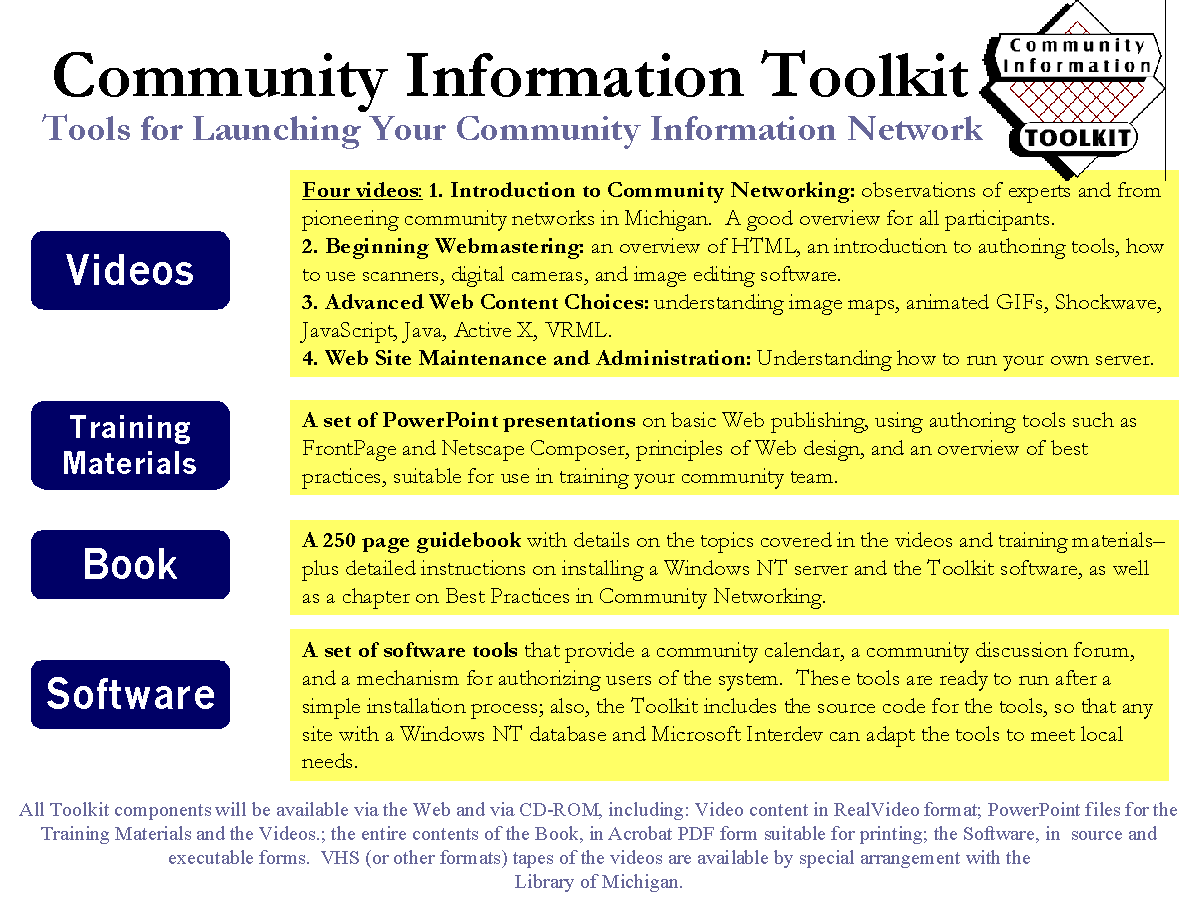 Community Information Toolkit
Tools for Launching Your Community Information Network
Community
Information
TOOLKIT
Videos
Four videos: 1. Introduction to Community Networking: observations of experts and from
pioneering community networks in Michigan.  A good overview for all participants.
2. Beginning Webmastering: an overview of HTML, an introduction to authoring tools, how
to use scanners, digital cameras, and image editing software.
3. Advanced Web Content Choices: understanding image maps, animated GIFs, Shockwave,
JavaScript, Java, Active X, VRML.
4. Web Site Maintenance and Administration: Understanding how to run your own server.
Training
Materials
A set of PowerPoint presentations on basic Web publishing, using authoring tools such as
FrontPage and Netscape Composer, principles of Web design, and an overview of best
practices, suitable for use in training your community team.
Book
A 250 page guidebook with details on the topics covered in the videos and training materials–
plus detailed instructions on installing a Windows NT server and the Toolkit software, as well
as a chapter on Best Practices in Community Networking.
Software
A set of software tools that provide a community calendar, a community discussion forum,
and a mechanism for authorizing users of the system.  These tools are ready to run after a
simple installation process; also, the Toolkit includes the source code for the tools, so that any
site with a Windows NT database and Microsoft Interdev can adapt the tools to meet local
needs.
All Toolkit components will be available via the Web and via CD-ROM, including: Video content in RealVideo format; PowerPoint files for the
Training Materials and the Videos.; the entire contents of the Book, in Acrobat PDF form suitable for printing; the Software, in  source and
executable forms.  VHS (or other formats) tapes of the videos are available by special arrangement with the
Library of Michigan.